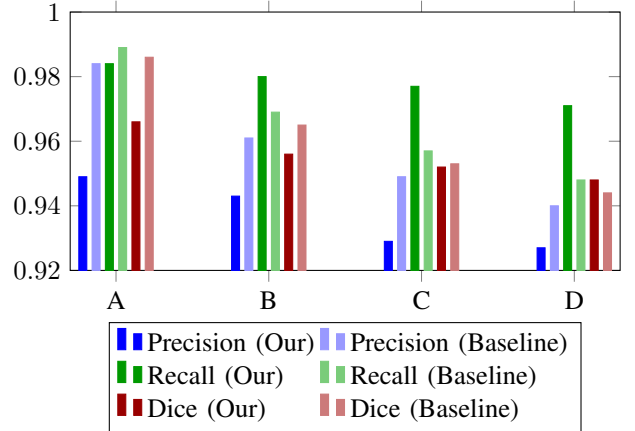 1
0.98
0.96
0.94
0.92
A B C D
Precision (Our) Precision (Baseline)
Recall (Our) Recall (Baseline)
Dice (Our) Dice (Baseline)